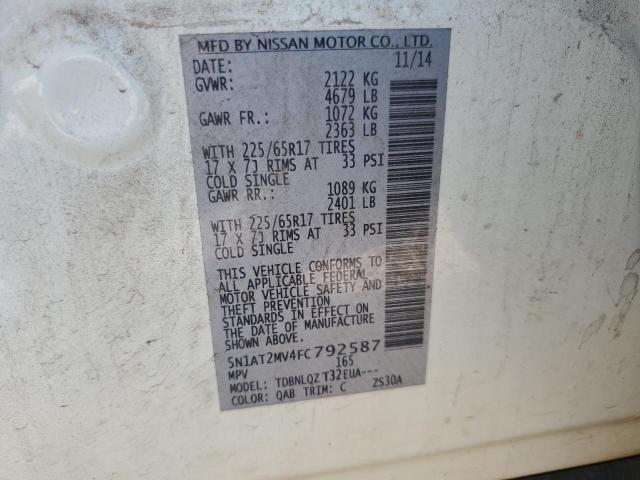 MFD BY NISSAN MOTOR CO., LTD.
DATE: 11/14
GVWR: 2122 KG
4679 LB
GAWR FR.: 1072 KG
2363 LB
WITH 225/65R17 TIRES
17 X 7J RIMS AT 33 PSI
COLD SINGLE
GAWR RR.: 1089 KG
2401 LB
WITH 225/65R17 TIRES
17 X 7J RIMS AT 33 PSI
COLD SINGLE
THIS VEHICLE CONFORMS TO
ALL APPLICABLE FEDERAL
MOTOR VEHICLE SAFETY AND
THEFT PREVENTION
STANDARDS IN EFFECT ON
THE DATE OF MANUFACTURE
SHOWN ABOVE.
5N1AT2MV4FC792587
MPV 165
MODEL: TDBNLQZ T32EUA---
COLOR: QAB TRIM: C ZS30A